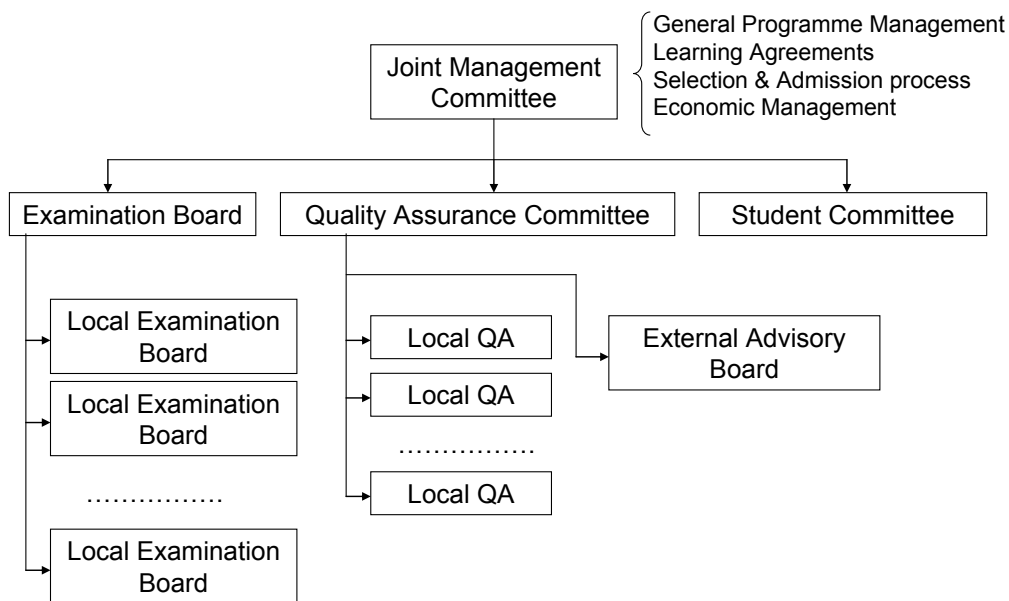 General Programme Management
Learning Agreements
Selection & Admission process
Economic Management
Joint Management
Committee
Examination Board
Quality Assurance Committee
Student Committee
Local Examination
Board
Local Examination
Board
................
Local Examination
Board
Local QA
Local QA
................
Local QA
External Advisory
Board